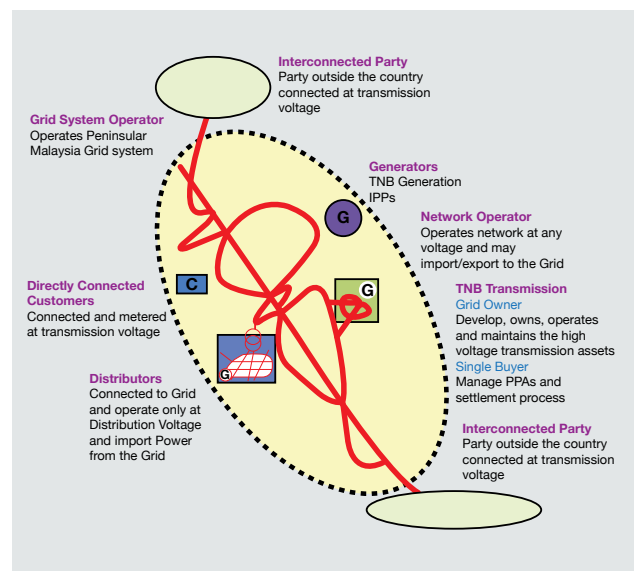 Interconnected Party
Party outside the country
connected at transmission
voltage
Grid System Operator
Operates Peninsular
Malaysia Grid system
Generators
TNB Generation
IPPs
G
Network Operator
Operates network at any
voltage and may
import/export to the Grid
Directly Connected
Customers
Connected and metered
at transmission voltage
C
G
TNB Transmission
Grid Owner
Develop, owns, operates
and maintains the high
voltage transmission assets
Single Buyer
Manage PPAs and
settlement process
G
Distributors
Connected to Grid
and operate only at
Distribution Voltage
and import Power
from the Grid
Interconnected Party
Party outside the country
connected at transmission
voltage